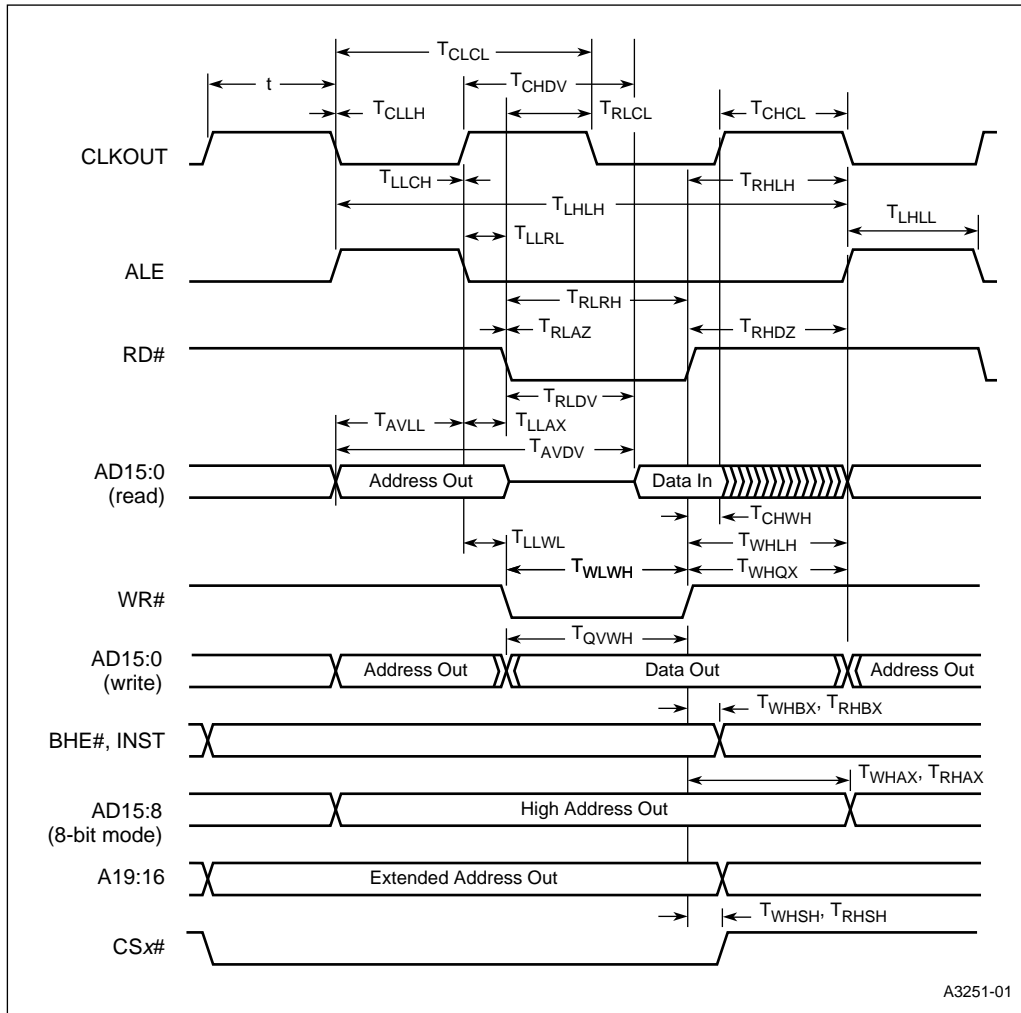 TCLCL
t
TCHDV
TCLLH
TRLCL
TCHCL
CLKOUT
TLLCH
TRHLH
TLHLH
TLHLL
TLLRL
ALE
TRLRH
TRLAZ
TRHDZ
RD#
TRLDV
TAVLL
TLLAX
TAVDV
AD15:0
(read)
Address Out
Data In
TCHWH
TLLWL
TWHLH
TWLWH
TWHQX
WR#
TQVWH
AD15:0
(write)
Address Out
Data Out
Address Out
TWHBX, TRHBX
BHE#, INST
TWHAX, TRHAX
AD15:8
(8-bit mode)
High Address Out
A19:16
Extended Address Out
TWHSH, TRHSH
CSx#
A3251-01